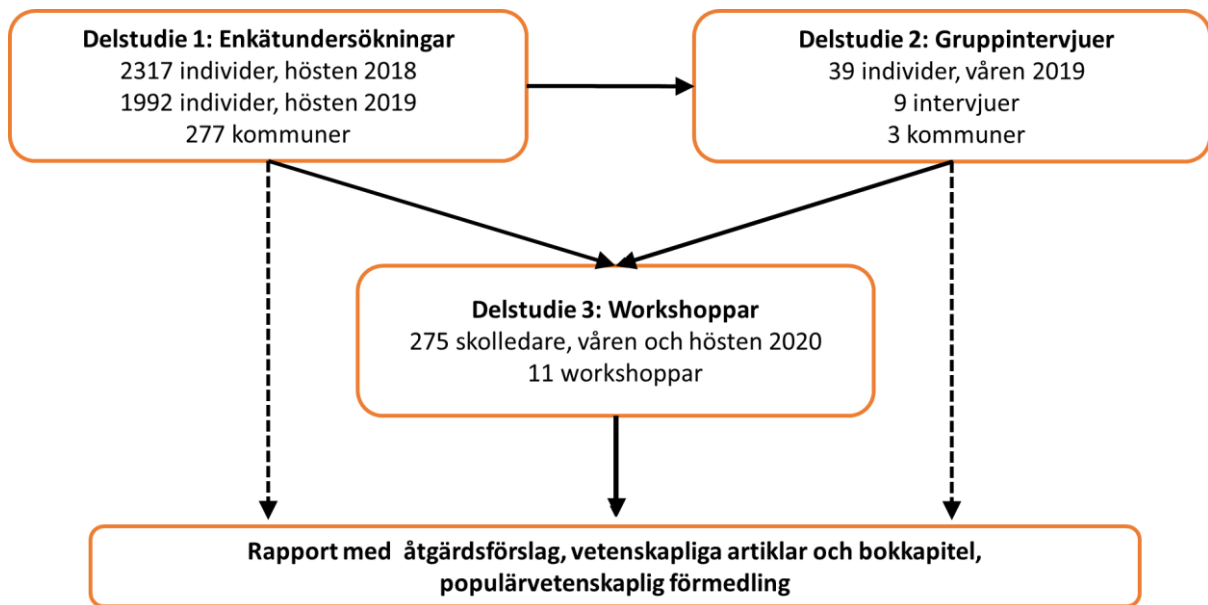 Delstudie 1: Enkätundersökningar
2317 individer, hösten 2018
1992 individer, hösten 2019
277 kommuner
Delstudie 2: Gruppintervjuer
39 individer, våren 2019
9 intervjuer
3 kommuner
Delstudie 3: Workshoppar
275 skolledare, våren och hösten 2020
11 workshoppar
Rapport med åtgärdsförslag, vetenskapliga artiklar och bokkapitel,
populärvetenskaplig förmedling